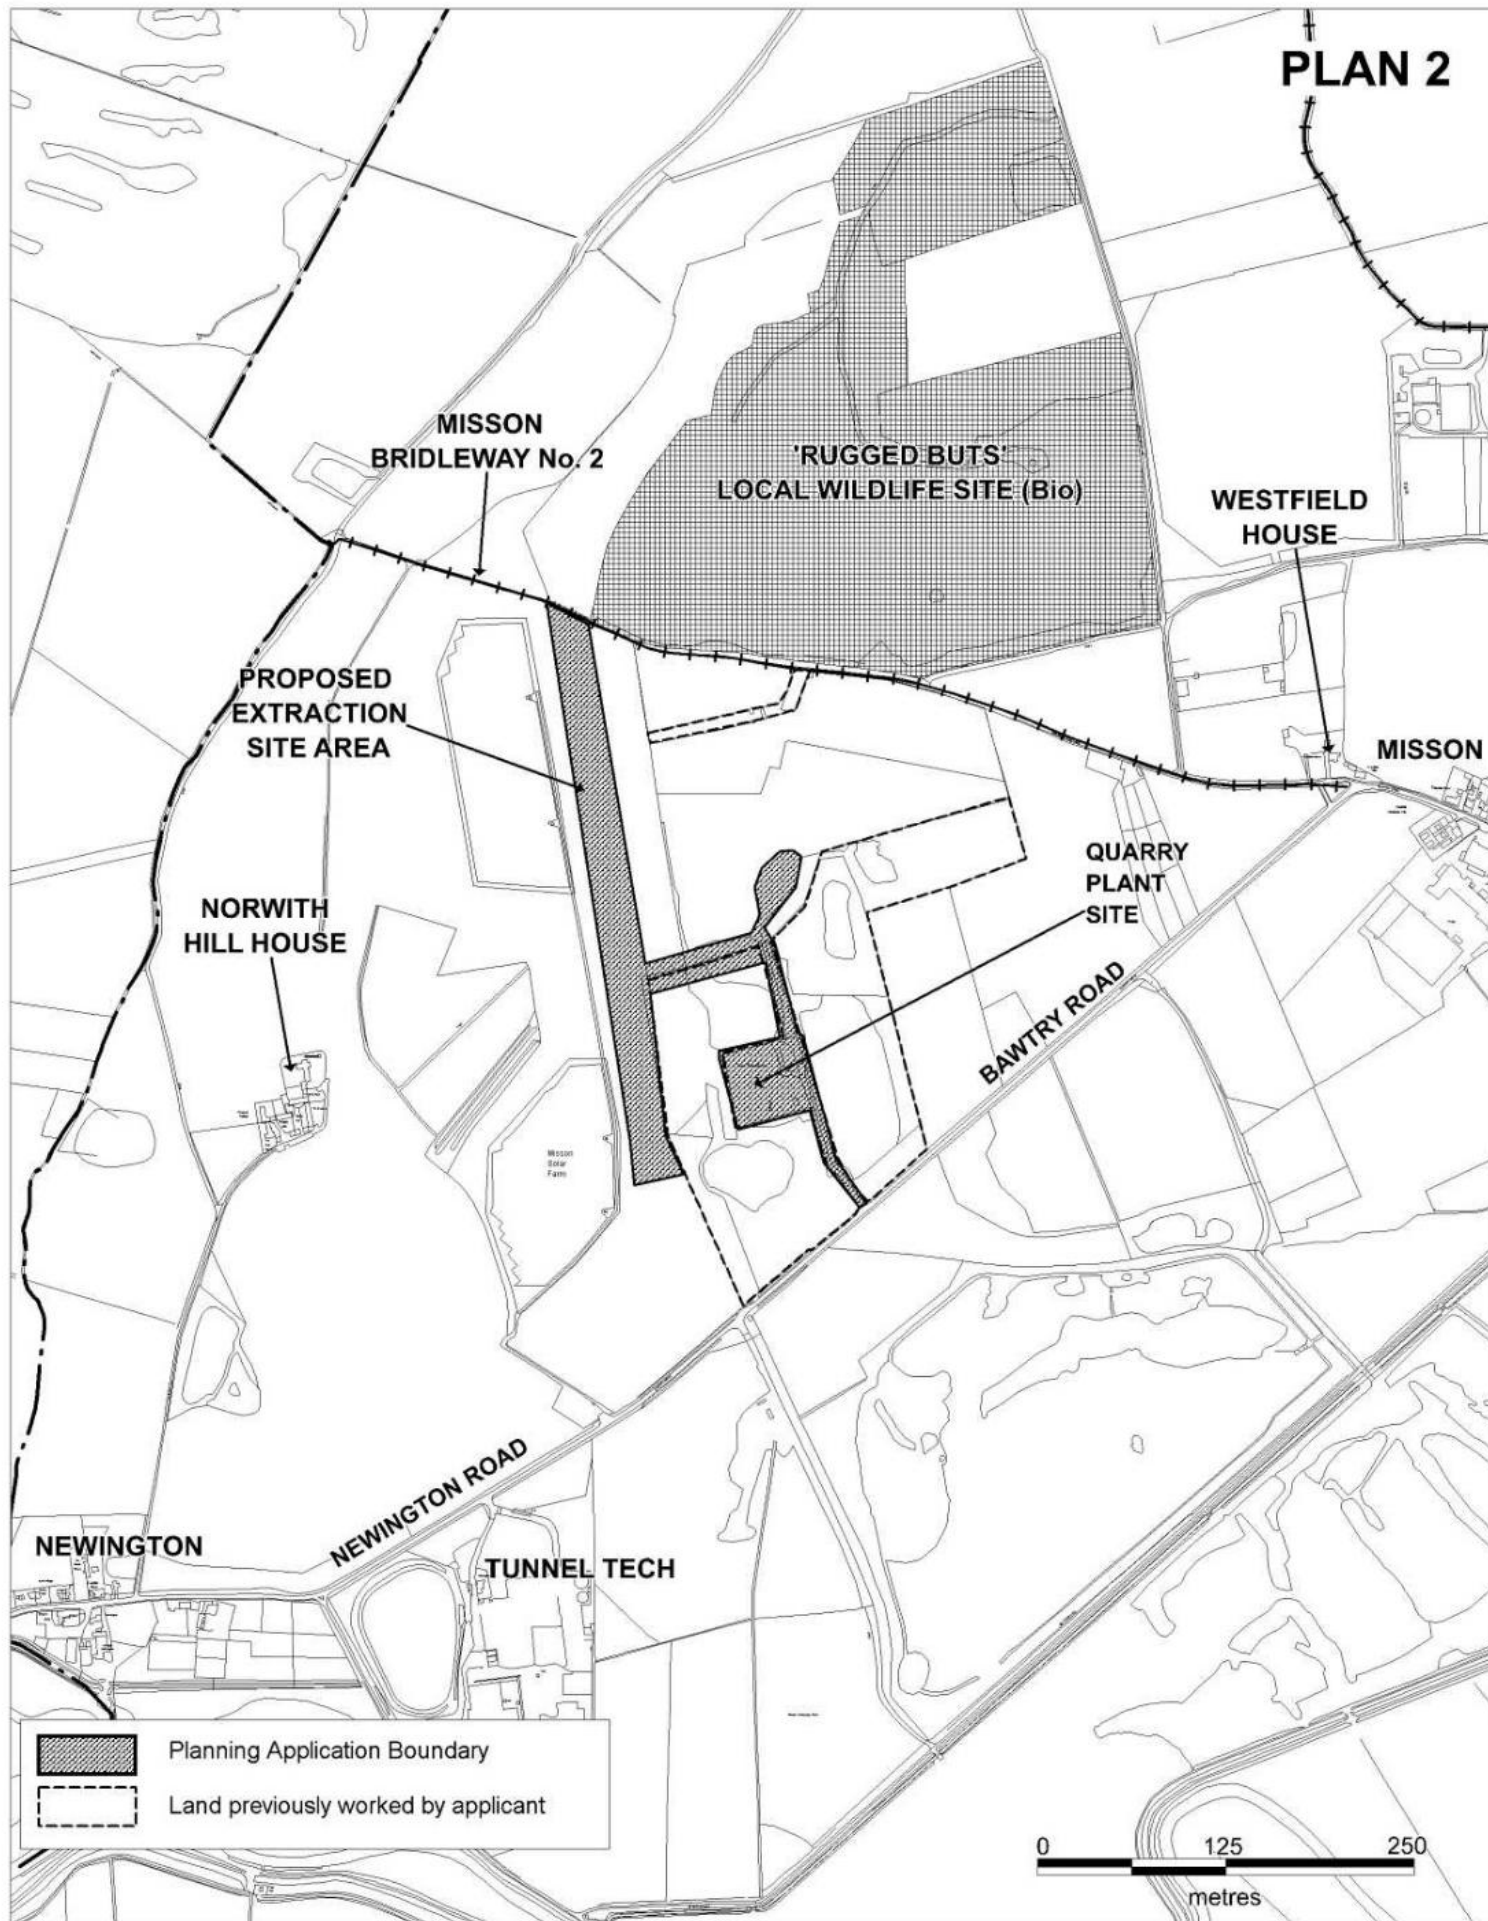 PLAN 2
MISSON
BRIDLEWAY No. 2
'RUGGED BUTS'
LOCAL WILDLIFE SITE (Bio)
WESTFIELD
HOUSE
PROPOSED
EXTRACTION
SITE AREA
MISSON
QUARRY
PLANT
SITE
NORWITH
HILL HOUSE
BAWTRY ROAD
Misson
Solar
Farm
NEWINGTON ROAD
NEWINGTON
TUNNEL TECH
Planning Application Boundary
Land previously worked by applicant
0 125 250
metres